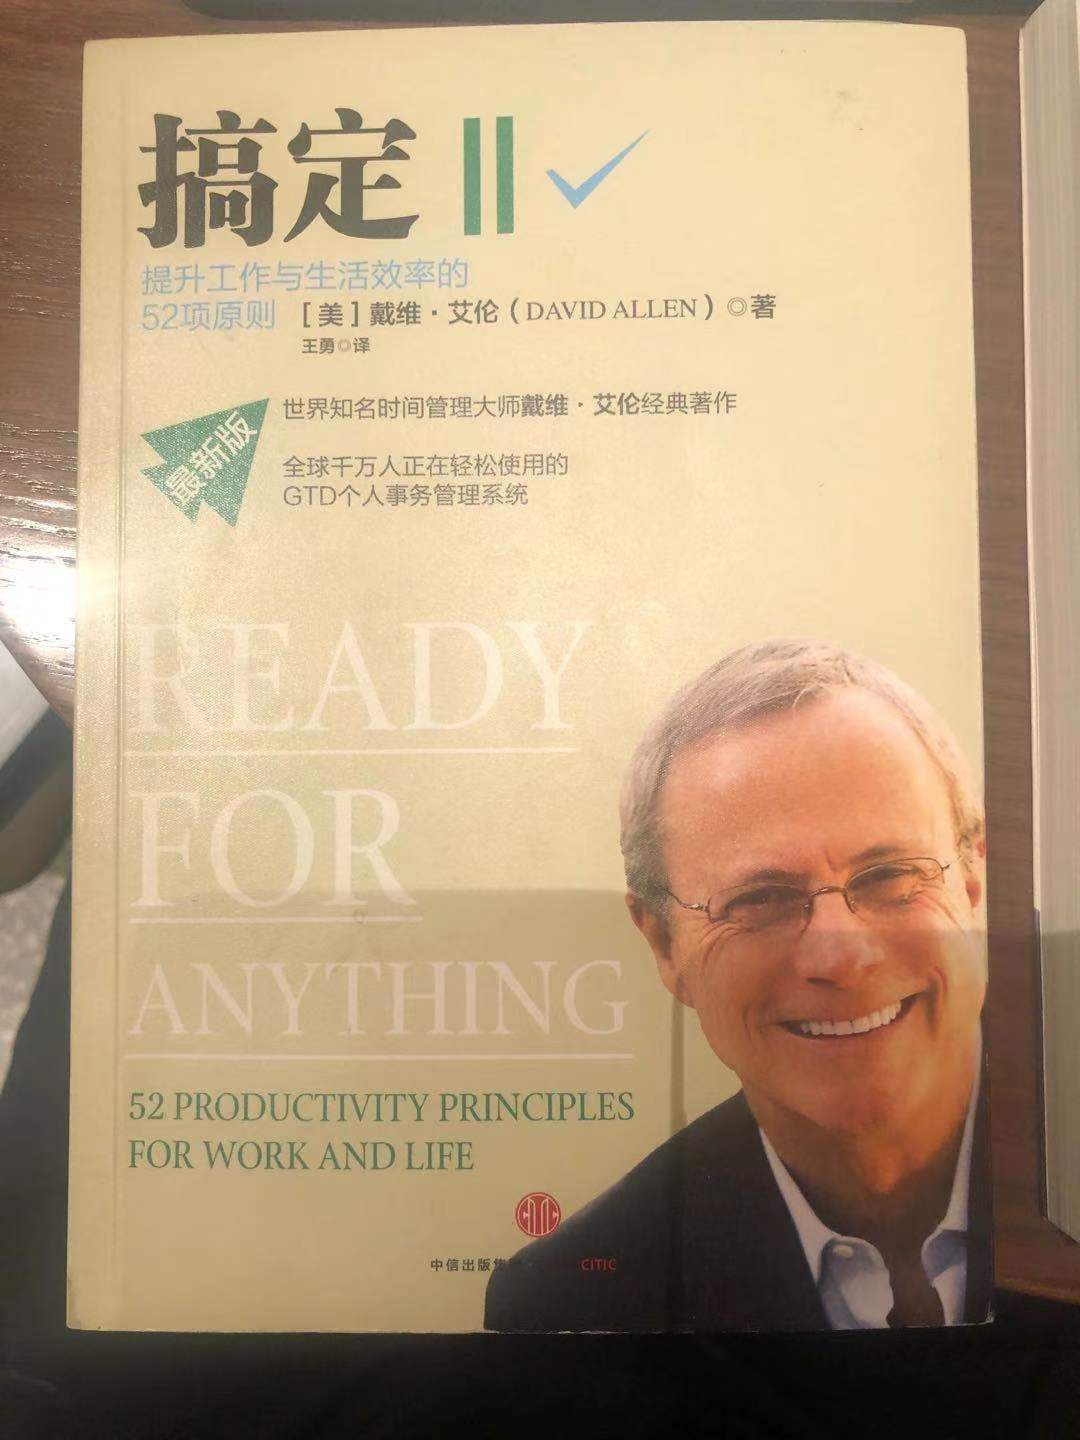 搞定 II
提升工作与生活效率的
52项原则 [美] 戴维·艾伦(DAVID ALLEN)◎著
王勇◎译
最新版
世界知名时间管理大师戴维·艾伦经典著作
全球千万人正在轻松使用的
GTD个人事务管理系统
READY
FOR
ANYTHING
52 PRODUCTIVITY PRINCIPLES
FOR WORK AND LIFE
中信出版集 CITIC